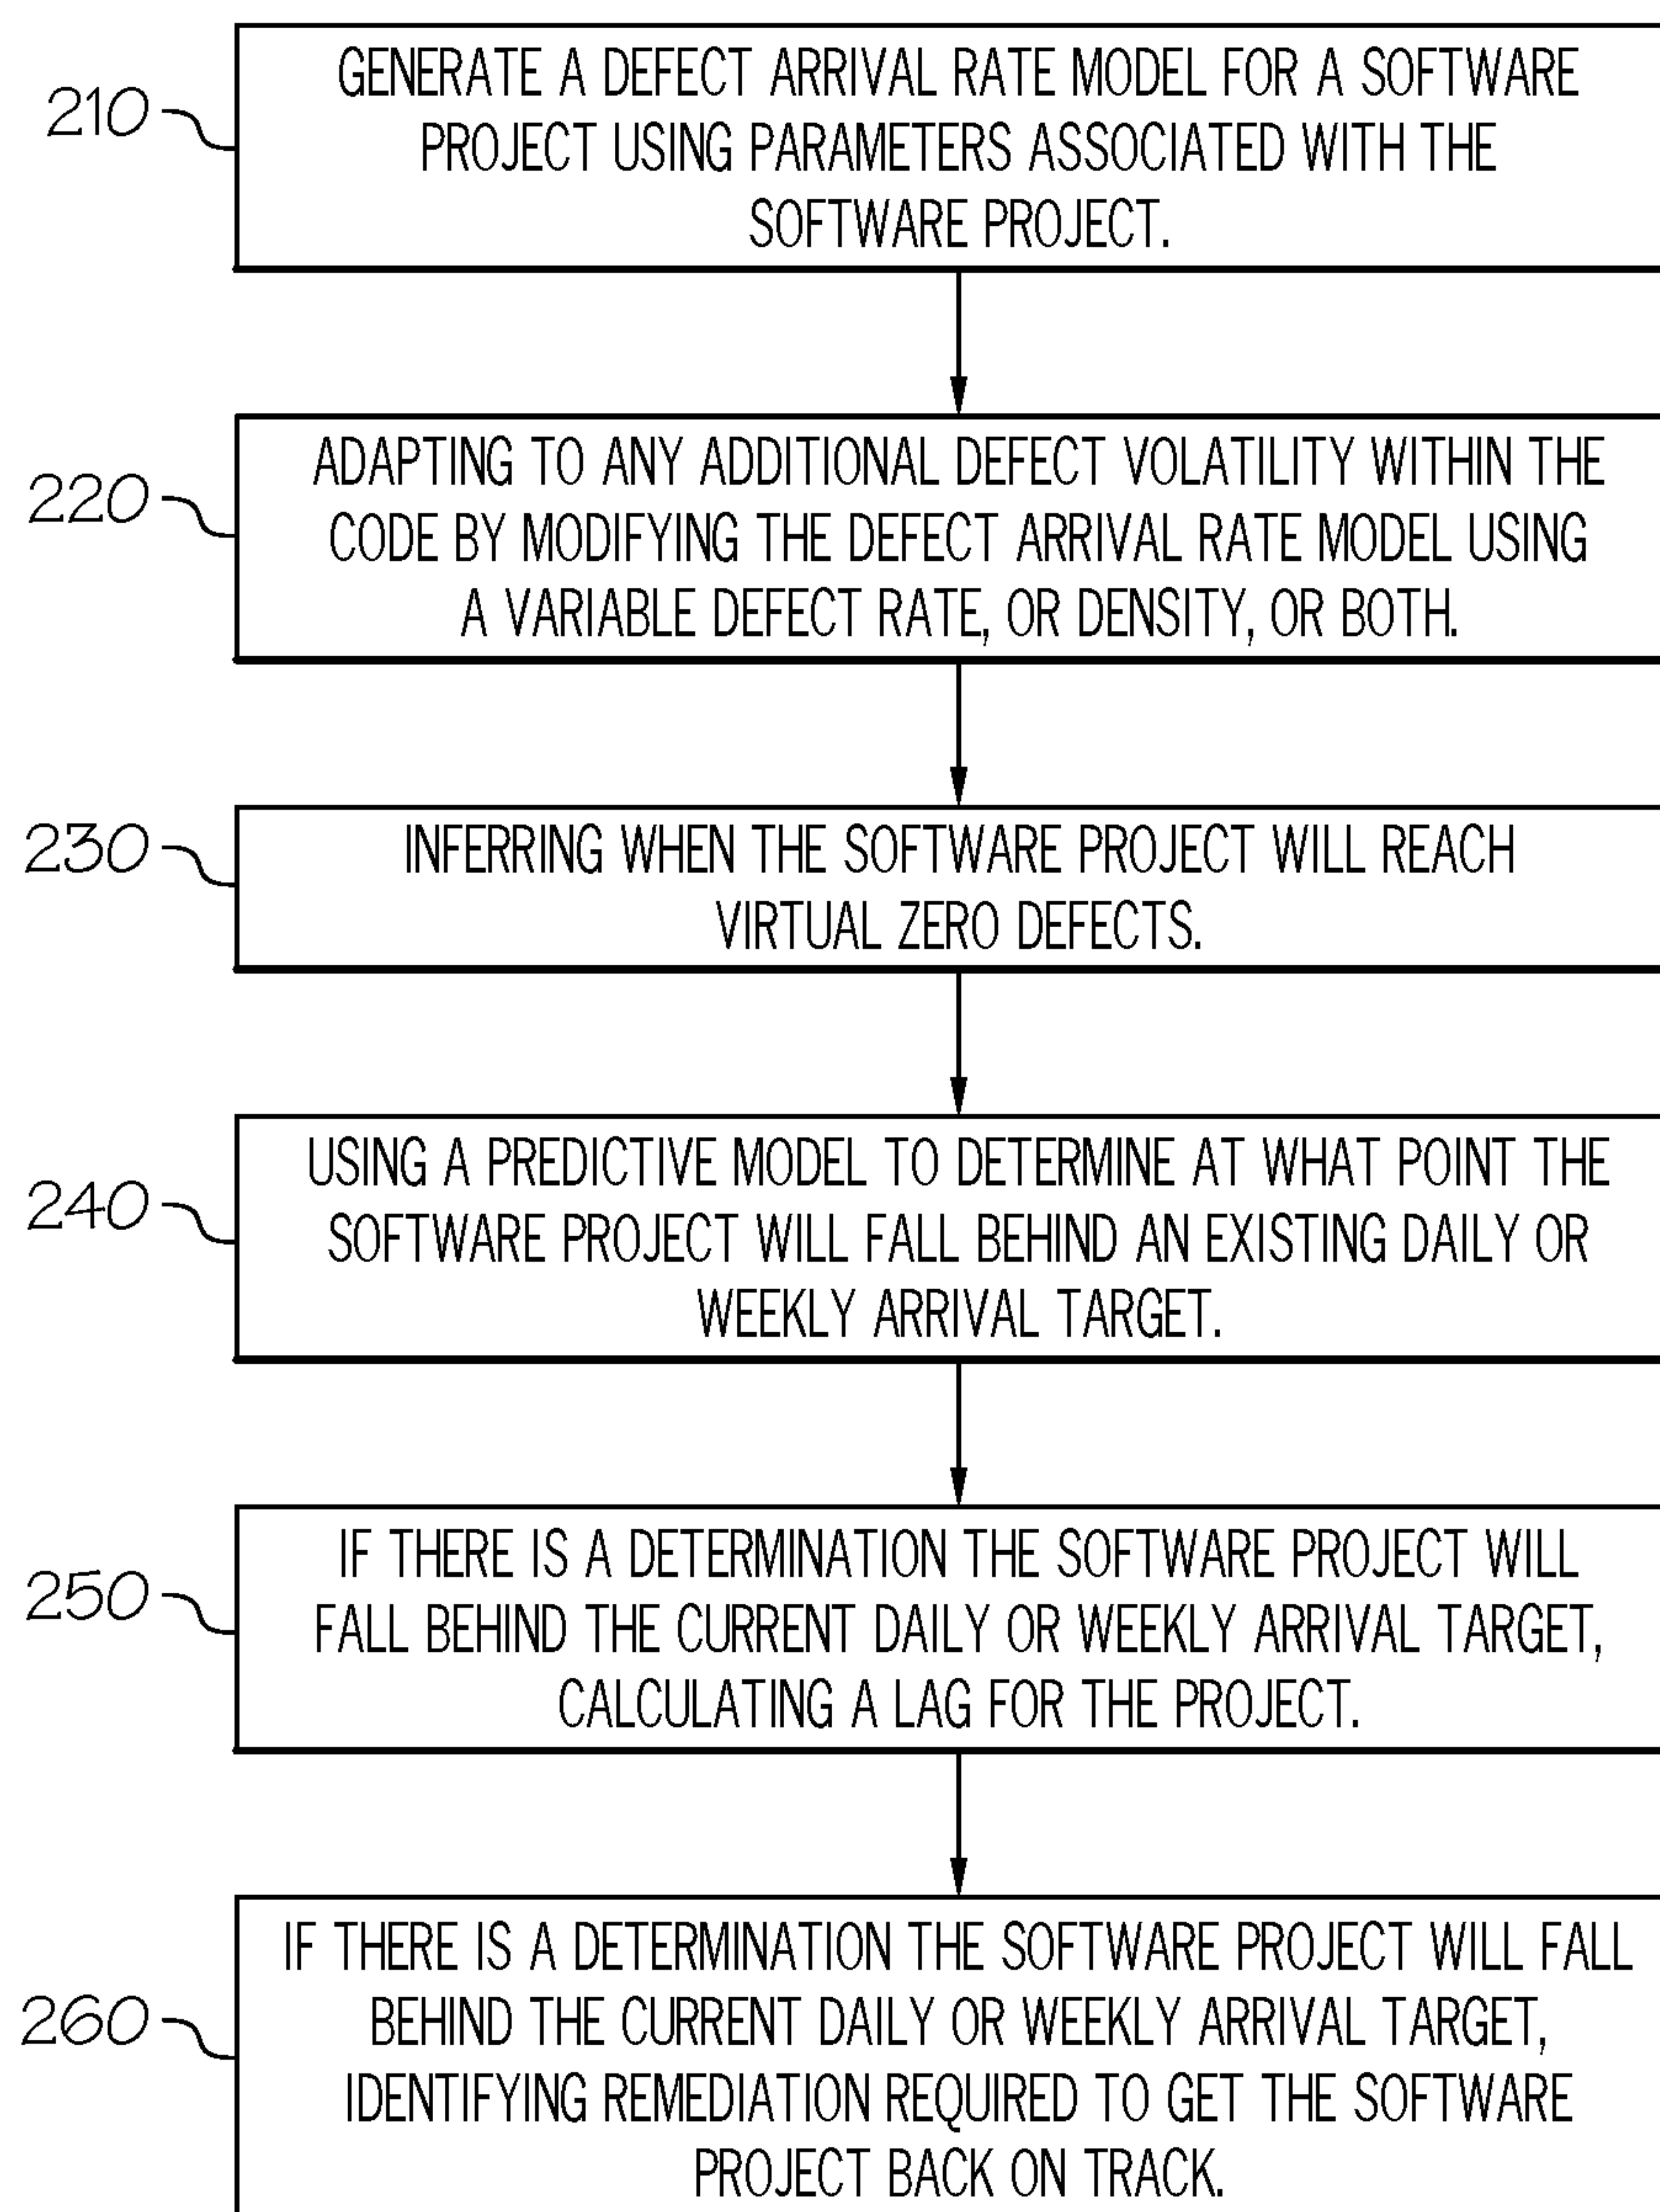 210
GENERATE A DEFECT ARRIVAL RATE MODEL FOR A SOFTWARE
PROJECT USING PARAMETERS ASSOCIATED WITH THE
SOFTWARE PROJECT.
220
ADAPTING TO ANY ADDITIONAL DEFECT VOLATILITY WITHIN THE
CODE BY MODIFYING THE DEFECT ARRIVAL RATE MODEL USING
A VARIABLE DEFECT RATE, OR DENSITY, OR BOTH.
230
INFERRING WHEN THE SOFTWARE PROJECT WILL REACH
VIRTUAL ZERO DEFECTS.
240
USING A PREDICTIVE MODEL TO DETERMINE AT WHAT POINT THE
SOFTWARE PROJECT WILL FALL BEHIND AN EXISTING DAILY OR
WEEKLY ARRIVAL TARGET.
250
IF THERE IS A DETERMINATION THE SOFTWARE PROJECT WILL
FALL BEHIND THE CURRENT DAILY OR WEEKLY ARRIVAL TARGET,
CALCULATING A LAG FOR THE PROJECT.
260
IF THERE IS A DETERMINATION THE SOFTWARE PROJECT WILL FALL
BEHIND THE CURRENT DAILY OR WEEKLY ARRIVAL TARGET,
IDENTIFYING REMEDIATION REQUIRED TO GET THE SOFTWARE
PROJECT BACK ON TRACK.